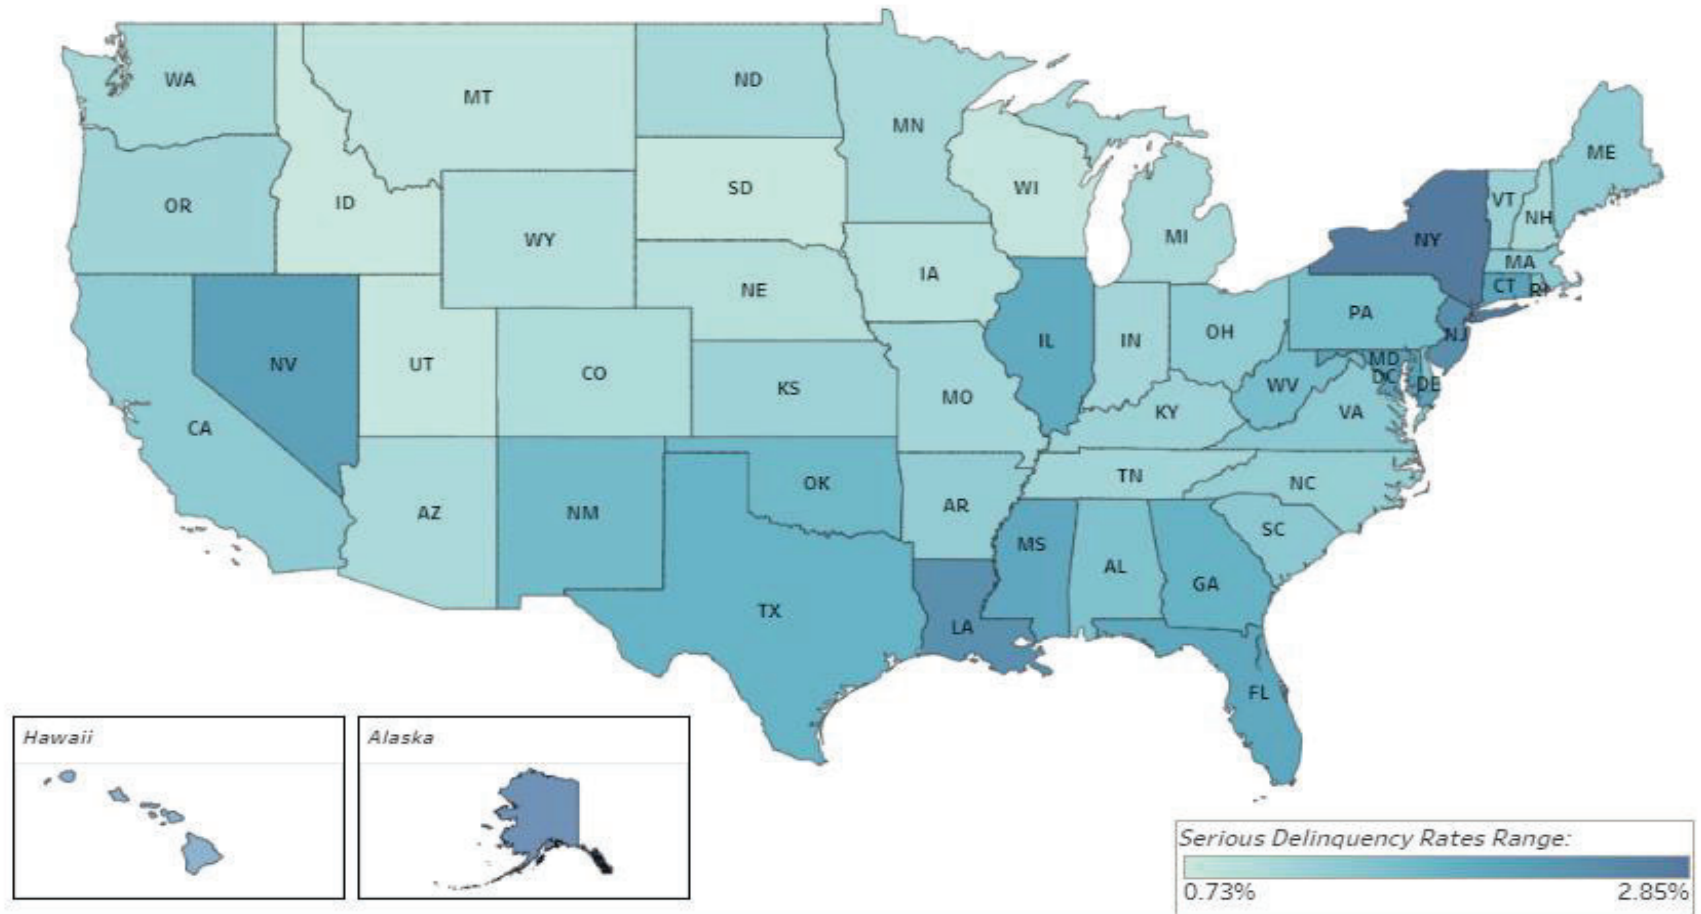 WA
MT
ND
MN
ME
OR
ID
SD
WI
VT
NH
WY
MI
NY
MA
IA
CT
RI
NE
PA
NV
UT
CO
IL
IN
OH
NJ
KS
MO
MD
DC
DE
WV
CA
KY
VA
OK
TN
NC
AZ
NM
AR
SC
MS
AL
GA
TX
LA
FL
Hawaii
Alaska
Serious Delinquency Rates Range:
0.73% 2.85%